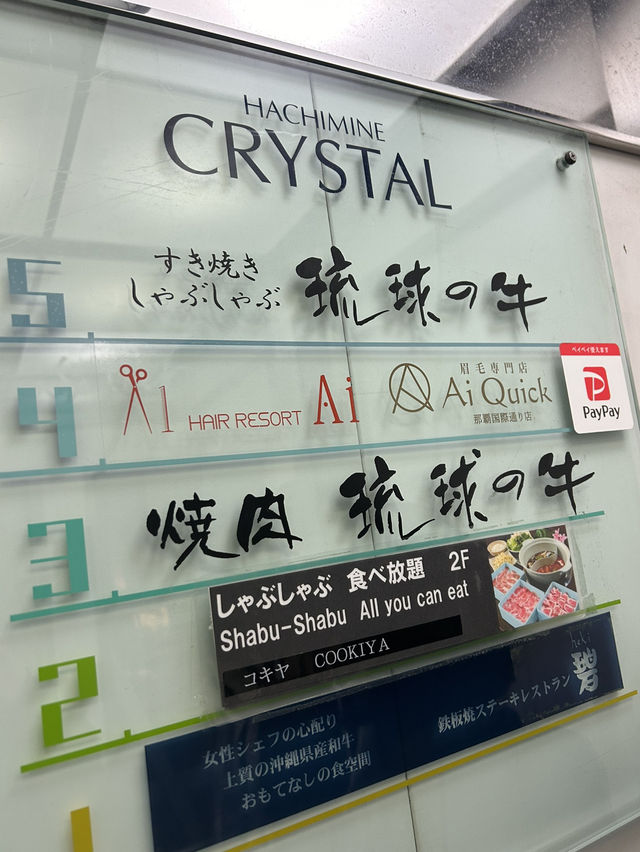 HACHIMINE
CRYSTAL
5
すき焼き
しゃぶしゃぶ
琉球の牛
4
A1 HAIR RESORT Ai
眉毛専門店
Ai Quick
那覇国際通り店
ペイペイ使えます
PayPay
3
焼肉 琉球の牛
しゃぶしゃぶ 食べ放題 2F
Shabu-Shabu All you can eat
コキヤ COOKIYA
2
女性シェフの心配り
上質の沖縄県産和牛
おもてなしの食空間
鉄板焼ステーキレストラン 碧
heki
1